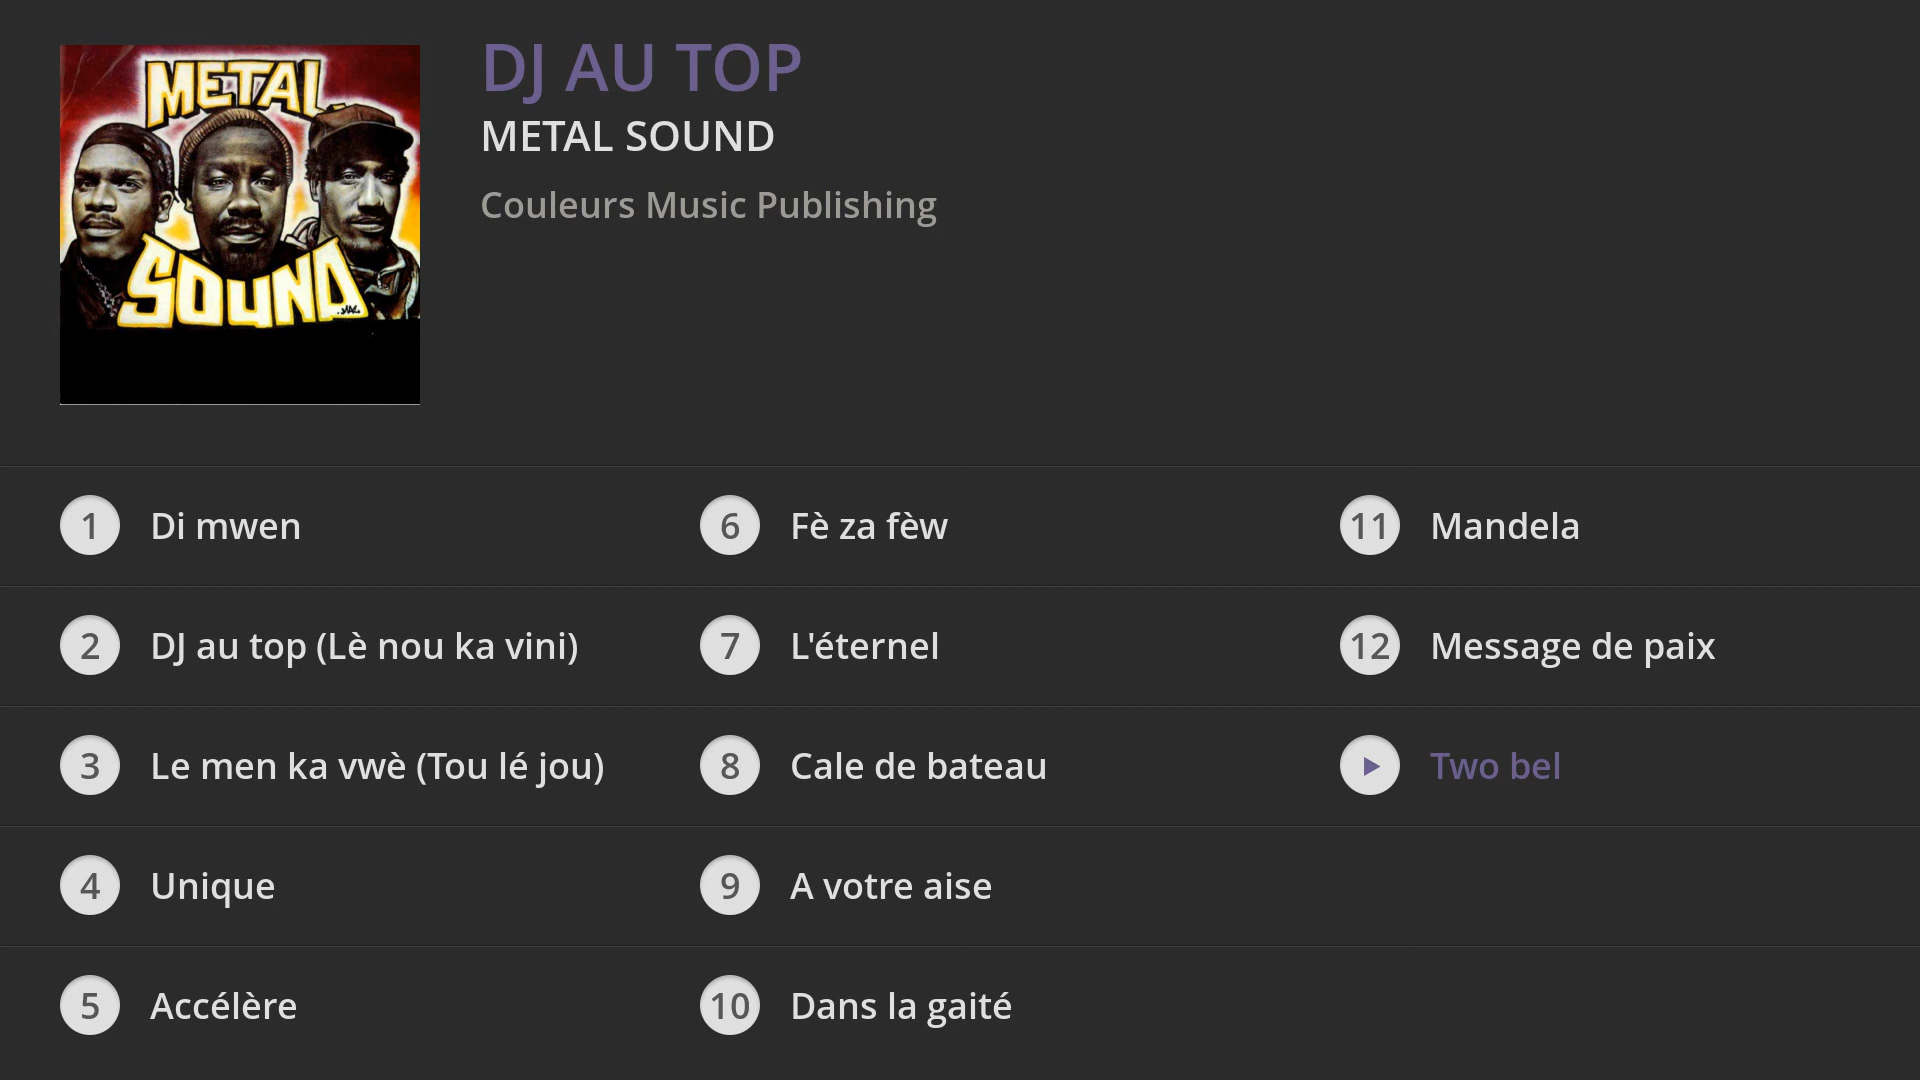 METAL
SOUND
DJ AU TOP
METAL SOUND
Couleurs Music Publishing
1 Di mwen
2 DJ au top (Lè nou ka vini)
3 Le men ka vwè (Tou lé jou)
4 Unique
5 Accélère
6 Fè za fèw
7 L'éternel
8 Cale de bateau
9 A votre aise
10 Dans la gaité
11 Mandela
12 Message de paix
Two bel